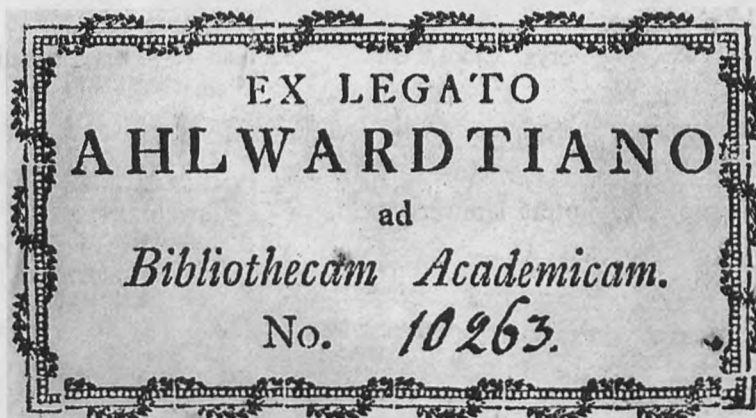 EX LEGATO
AHLWARDTIANO
ad
Bibliothecam Academicam.
No. 10263.